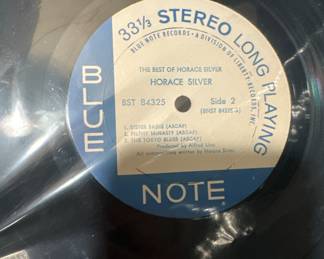 33⅓ STEREO LONG PLAYING
BLUE NOTE RECORDS • A DIVISION OF LIBERTY RECORDS, INC.
THE BEST OF HORACE SILVER
HORACE SILVER
BST 84325 Side 2
(BNST 84325
1. SISTER SADIE (ASCAP)
2. FILTHY McNASTY (ASCAP)
3. THE TOKYO BLUES (ASCAP)
Produced by Alfred Lion
All compositions written by Horace Silver
BLUE
NOTE